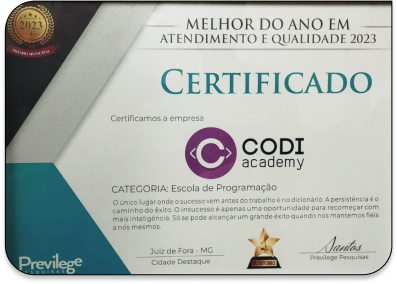 2023
MELHOR DO ANO EM
ATENDIMENTO E QUALIDADE 2023
CERTIFICADO
Certificamos a empresa
CODI
academy
CATEGORIA: Escola de Programação
O único lugar onde o sucesso vem antes do trabalho é no dicionário. A persistência é o
caminho do êxito. O insucesso é apenas uma oportunidade para recomeçar com
mais inteligência. Só se pode alcançar um grande êxito quando nos mantemos fiéis
a nós mesmos.
Previlege
PESQUISAS
Juiz de Fora - MG
Cidade Destaque
Santos
Previlege Pesquisas